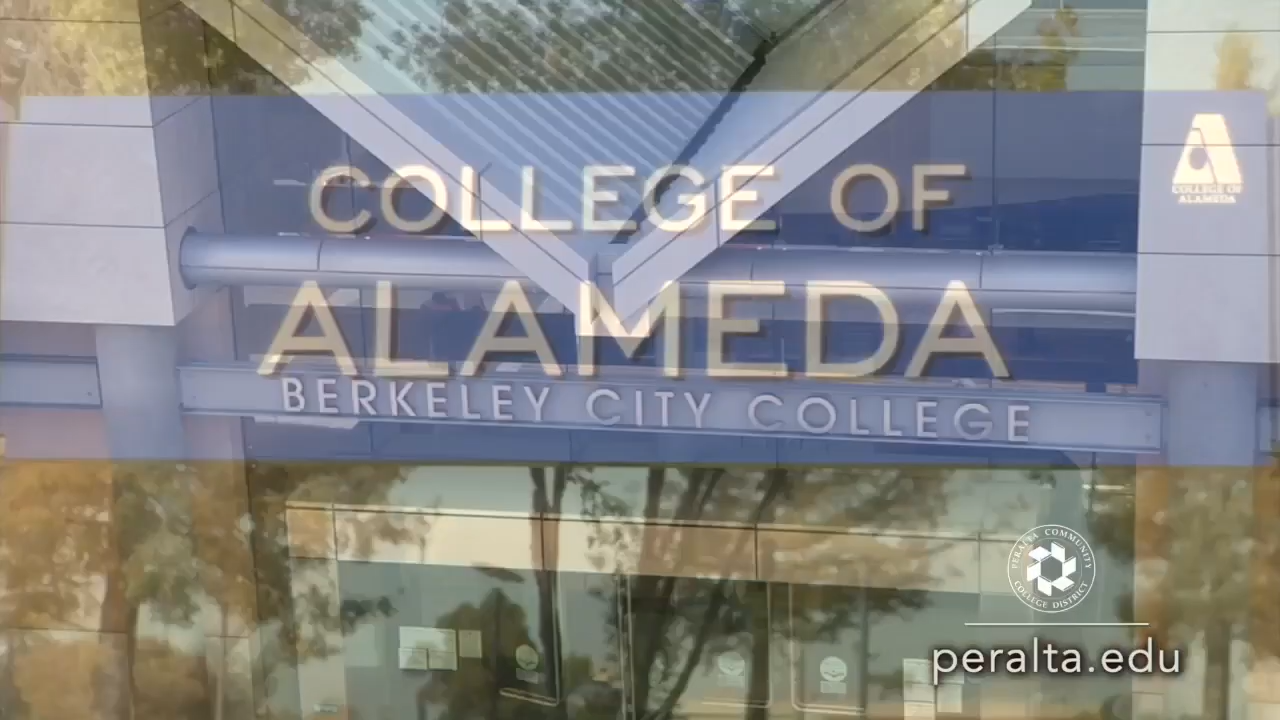 COLLEGE OF
ALAMEDA
BERKELEY CITY COLLEGE
COLLEGE OF
ALAMEDA
PERALTA COMMUNITY
COLLEGE DISTRICT
peralta.edu